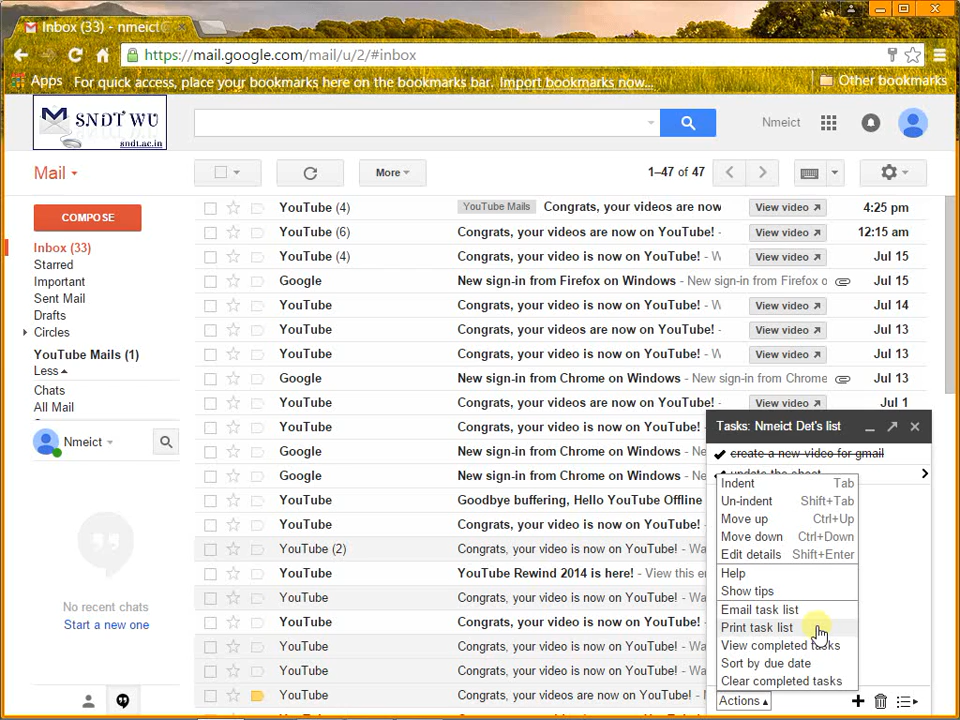 Inbox (33) - nmeict
https://mail.google.com/mail/u/2/#inbox
Apps For quick access, place your bookmarks here on the bookmarks bar. Import bookmarks now... Other bookmarks
SNDT WU
sndt.ac.in
Nmeict
Mail
More
1–47 of 47
COMPOSE
Inbox (33)
Starred
Important
Sent Mail
Drafts
Circles
YouTube Mails (1)
Less
Chats
All Mail
Nmeict
No recent chats
Start a new one
YouTube (4) YouTube Mails Congrats, your videos are now View video 4:25 pm
YouTube (6) Congrats, your videos are now on YouTube! - View video 12:15 am
YouTube (4) Congrats, your video is now on YouTube! - W View video Jul 15
Google New sign-in from Firefox on Windows - New sign-in from Firefox o Jul 15
YouTube Congrats, your video is now on YouTube! - W View video Jul 14
YouTube Congrats, your videos are now on YouTube! - View video Jul 13
YouTube Congrats, your video is now on YouTube! - W View video Jul 13
Google New sign-in from Chrome on Windows - New sign-in from Chrome Jul 13
YouTube Congrats, your videos are now on YouTube! - View video Jul 1
YouTube Congrats, your video is now on YouTube! - Wa
Google New sign-in from Chrome on Windows - New
Google New sign-in from Chrome on Windows - New
YouTube Goodbye buffering, Hello YouTube Offline
YouTube Congrats, your video is now on YouTube! - Wa
YouTube (2) Congrats, your video is now on YouTube! - Wa
YouTube YouTube Rewind 2014 is here! - View this e
YouTube Congrats, your video is now on YouTube! - Wa
YouTube Congrats, your video is now on YouTube! - Wa
YouTube Congrats, your video is now on YouTube! - Wa
YouTube Congrats, your video is now on YouTube! - Wa
YouTube Congrats, your video is now on YouTube! - W
Tasks: Nmeict Det's list
create a new video for gmail
update the sheet
Indent Tab
Un-indent Shift+Tab
Move up Ctrl+Up
Move down Ctrl+Down
Edit details Shift+Enter
Help
Show tips
Email task list
Print task list
View completed tasks
Sort by due date
Clear completed tasks
Actions